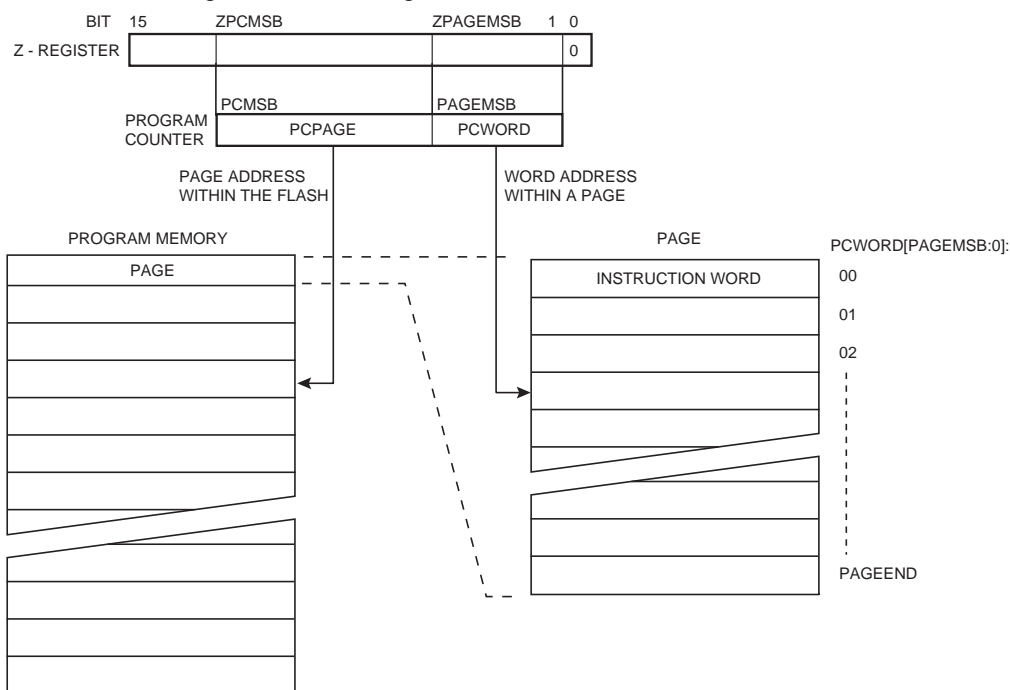 BIT 15 ZPCMSB ZPAGEMSB 1 0
Z - REGISTER 0
PCMSB PAGEMSB
PROGRAM
COUNTER
PCPAGE PCWORD
PAGE ADDRESS
WITHIN THE FLASH
WORD ADDRESS
WITHIN A PAGE
PROGRAM MEMORY
PAGE
PAGE
PCWORD[PAGEMSB:0]:
INSTRUCTION WORD 00
01
02
PAGEEND